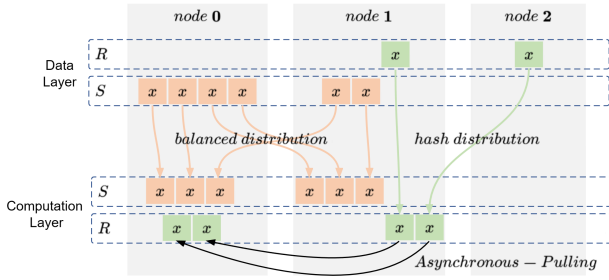 node 0 node 1 node 2
Data
Layer
R x x
S x x x x x x
balanced distribution hash distribution
Computation
Layer
S x x x x x x
R x x x x
Asynchronous − Pulling